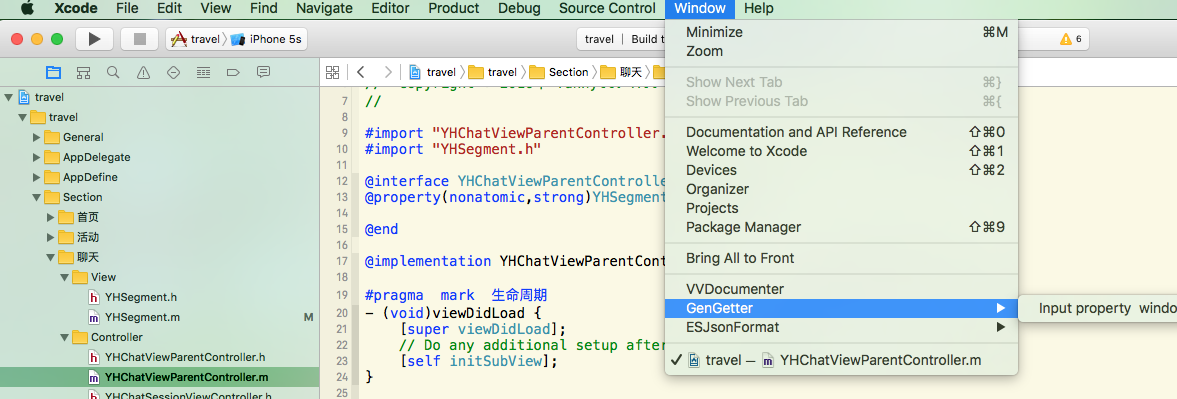 Xcode File Edit View Find Navigate Editor Product Debug Source Control Window Help
travel iPhone 5s travel | Build 6
travel travel Section 聊天
travel
travel
General
AppDelegate
AppDefine
Section
首页
活动
聊天
View
YHSegment.h
YHSegment.m M
Controller
YHChatViewParentController.h
YHChatViewParentController.m
YHChatSessionViewController.h
7 //
8
9 #import "YHChatViewParentController.
10 #import "YHSegment.h"
11
12 @interface YHChatViewParentControlle
13 @property(nonatomic,strong)YHSegment
14
15 @end
16
17 @implementation YHChatViewParentCont
18
19 #pragma mark 生命周期
20 - (void)viewDidLoad {
21 [super viewDidLoad];
22 // Do any additional setup after
23 [self initSubView];
24 }
25
Minimize ⌘M
Zoom
Show Next Tab ⌘}
Show Previous Tab ⌘{
Documentation and API Reference ⇧⌘0
Welcome to Xcode ⇧⌘1
Devices ⇧⌘2
Organizer
Projects
Package Manager ⇧⌘9
Bring All to Front
VVDocumenter
GenGetter
ESJsonFormat
✓ travel — YHChatViewParentController.m
Input property windo